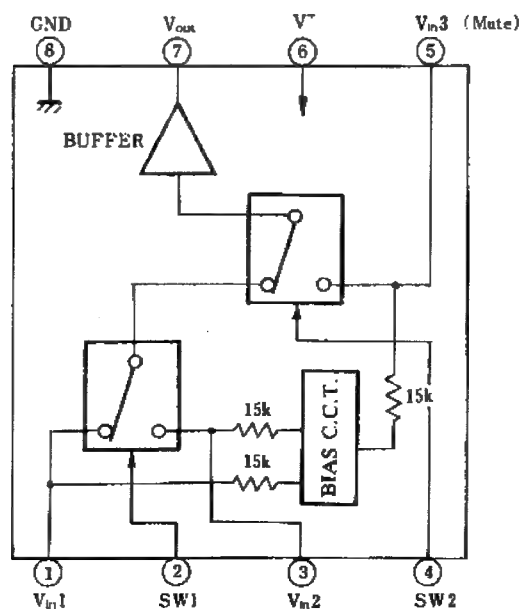 GND Vout V+ Vin3 (Mute)
8 7 6 5
BUFFER
15k
15k
15k
BIAS C.C.T.
1 2 3 4
Vin1 SW1 Vin2 SW2